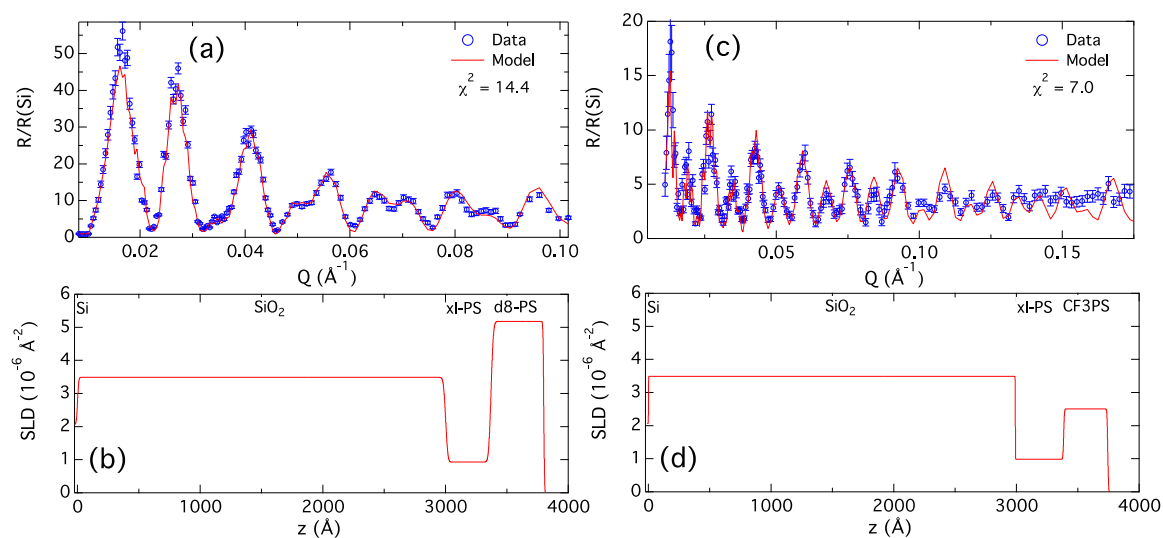 (a)
Data
Model
χ² = 14.4
R/R(Si)
50
40
30
20
10
0
0.02
0.04
0.06
0.08
0.10
Q (Å⁻¹)
(c)
Data
Model
χ² = 7.0
R/R(Si)
20
15
10
5
0
0.05
0.10
0.15
Q (Å⁻¹)
Si
SiO₂
xl-PS
d8-PS
(b)
SLD (10⁻⁶ Å⁻²)
6
5
4
3
2
1
0
0
1000
2000
3000
4000
z (Å)
Si
SiO₂
xl-PS
CF3PS
(d)
SLD (10⁻⁶ Å⁻²)
6
5
4
3
2
1
0
0
1000
2000
3000
4000
z (Å)